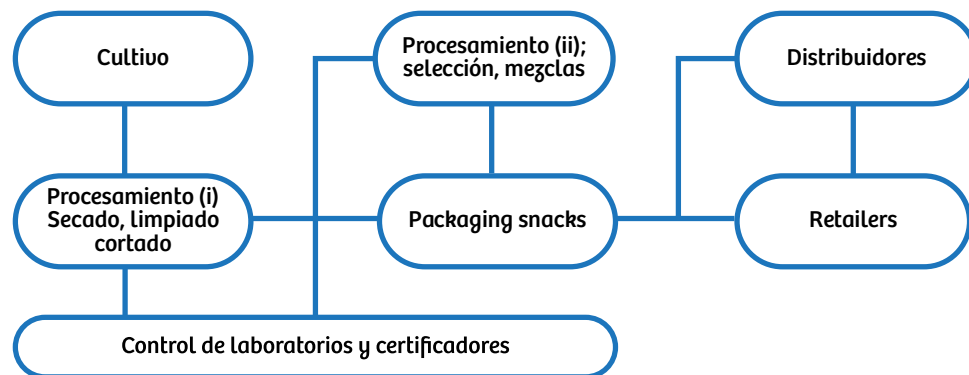 Cultivo
Procesamiento (ii);
selección, mezclas
Distribuidores
Procesamiento (i)
Secado, limpiado
cortado
Packaging snacks
Retailers
Control de laboratorios y certificadores